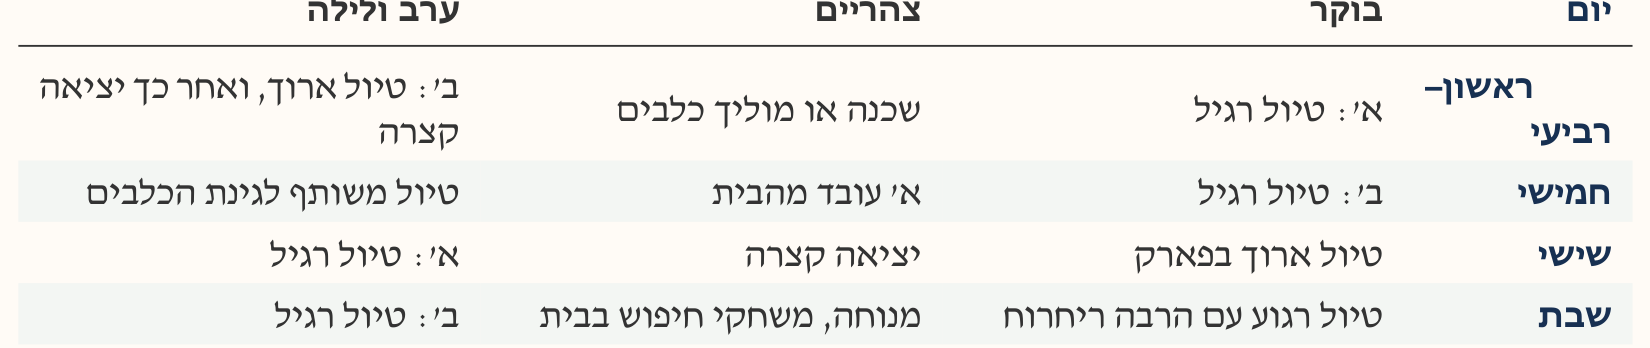 יום בוקר צהריים ערב ולילה
ראשון–
רביעי
א׳: טיול רגיל
שכנה או מוליך כלבים
ב׳: טיול ארוך, ואחר כך יציאה
קצרה
חמישי ב׳: טיול רגיל א׳ עובד מהבית טיול משותף לגינת הכלבים
שישי טיול ארוך בפארק יציאה קצרה א׳: טיול רגיל
שבת טיול רגוע עם הרבה ריחרוח מנוחה, משחקי חיפוש בבית ב׳: טיול רגיל